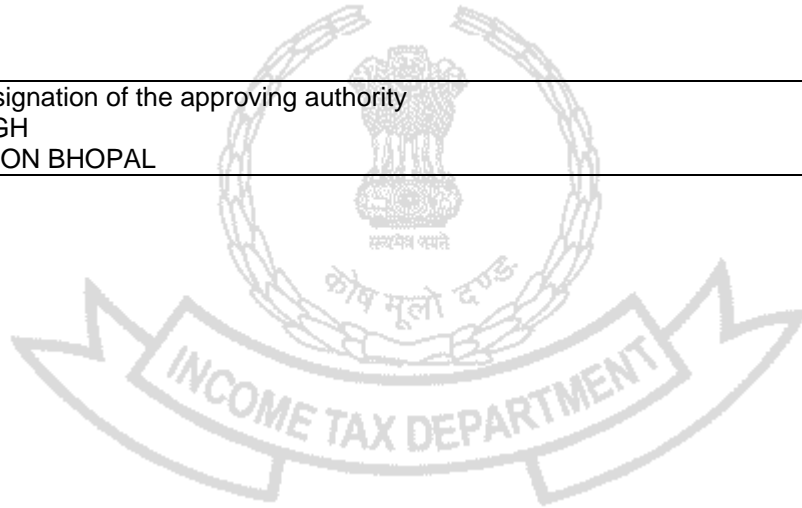 signation of the approving authority
GH
ON BHOPAL
सत्यमेव जयते
कोष मूलो दण्डः
INCOME TAX DEPARTMENT